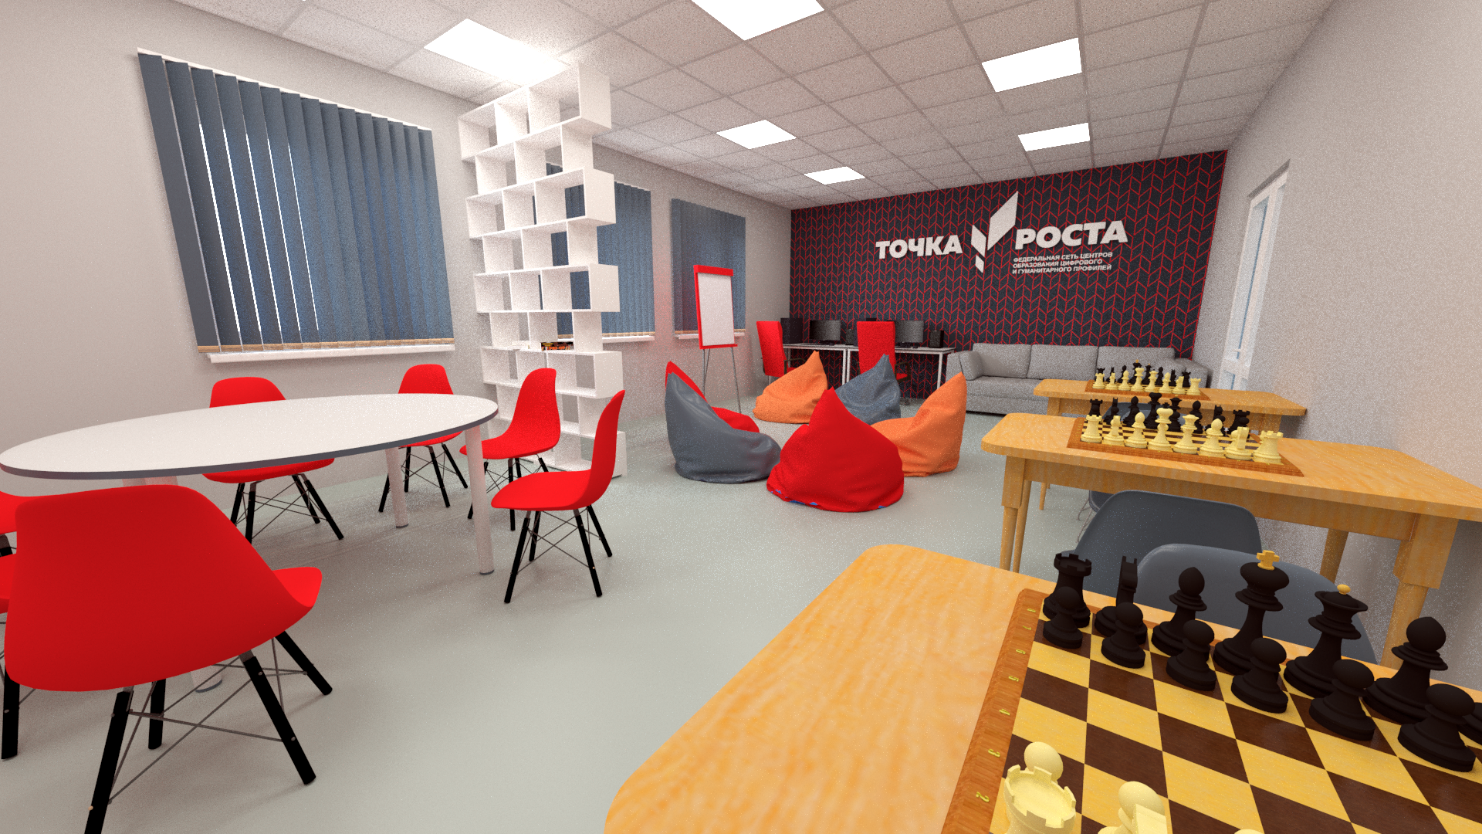 ТОЧКА РОСТА
ФЕДЕРАЛЬНАЯ СЕТЬ ЦЕНТРОВ
ОБРАЗОВАНИЯ ЦИФРОВОГО
И ГУМАНИТАРНОГО ПРОФИЛЕЙ